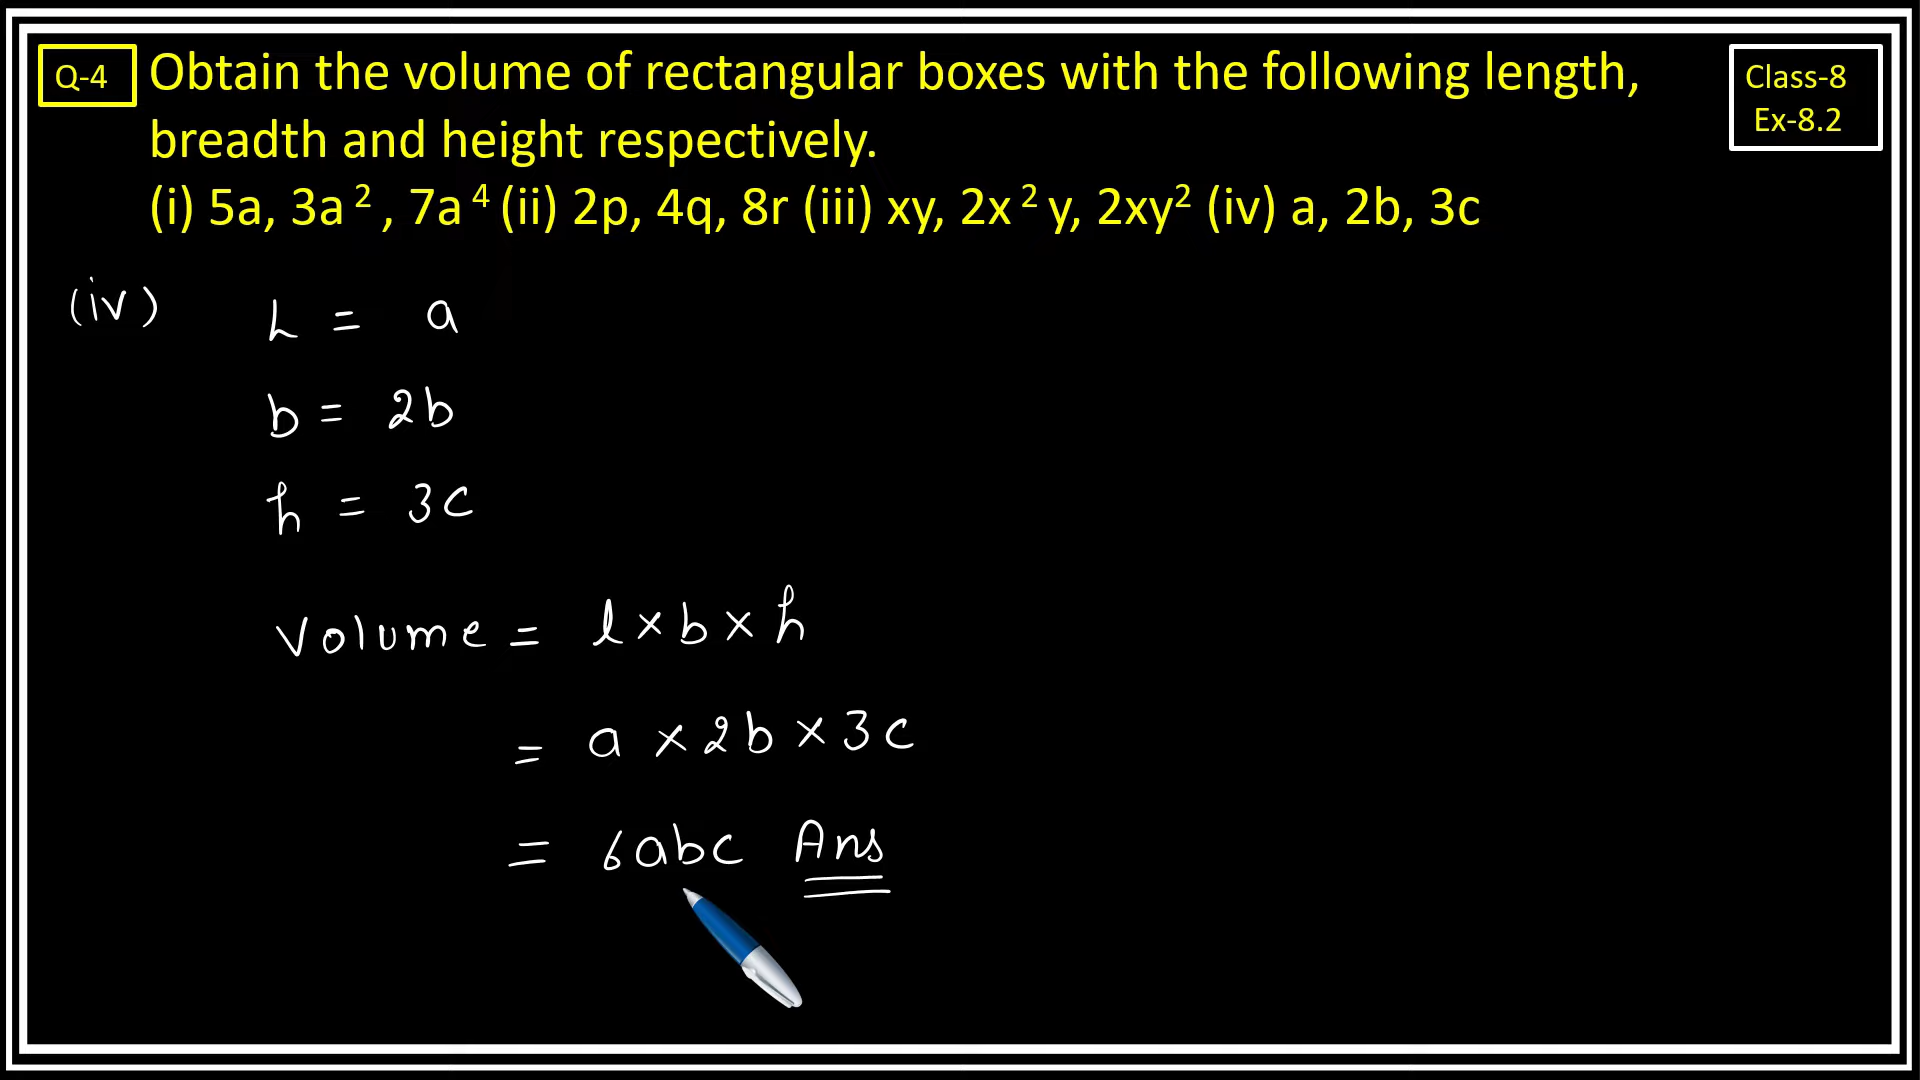 Q-4
Obtain the volume of rectangular boxes with the following length,
breadth and height respectively.
(i) 5a, 3a², 7a⁴ (ii) 2p, 4q, 8r (iii) xy, 2x²y, 2xy² (iv) a, 2b, 3c
Class-8
Ex-8.2
(iv) L = a
b = 2b
h = 3c
Volume = l × b × h
= a × 2b × 3c
= 6abc Ans